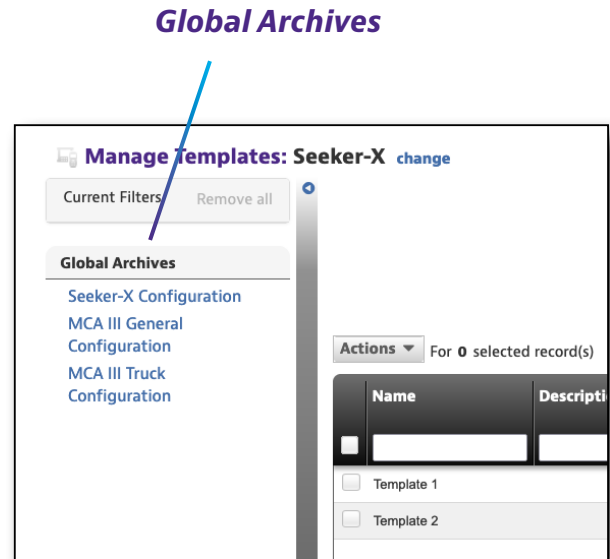 Global Archives
Manage Templates: Seeker-X change
Current Filters Remove all
Global Archives
Seeker-X Configuration
MCA III General
Configuration
MCA III Truck
Configuration
Actions For 0 selected record(s)
Name Descripti
Template 1
Template 2